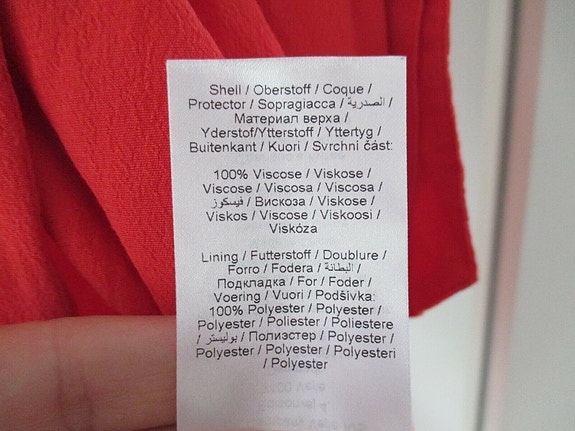 Shell / Oberstoff / Coque /
Protector / Sopragiacca / الصدرية /
Материал верха /
Yderstof/Ytterstoff / Yttertyg /
Buitenkant / Kuori / Svrchní část:
100% Viscose / Viskose /
Viscose / Viscosa / Viscosa /
فيسكوز / Вискоза / Viskose /
Viskos / Viscose / Viskoosi /
Viskóza
Lining / Futterstoff / Doublure /
Forro / Fodera / البطانة /
Подкладка / For / Foder /
Voering / Vuori / Podšívka:
100% Polyester / Polyester /
Polyester / Poliester / Poliestere
/ بوليستر / Полиэстер / Polyester /
Polyester / Polyester / Polyesteri
/ Polyester